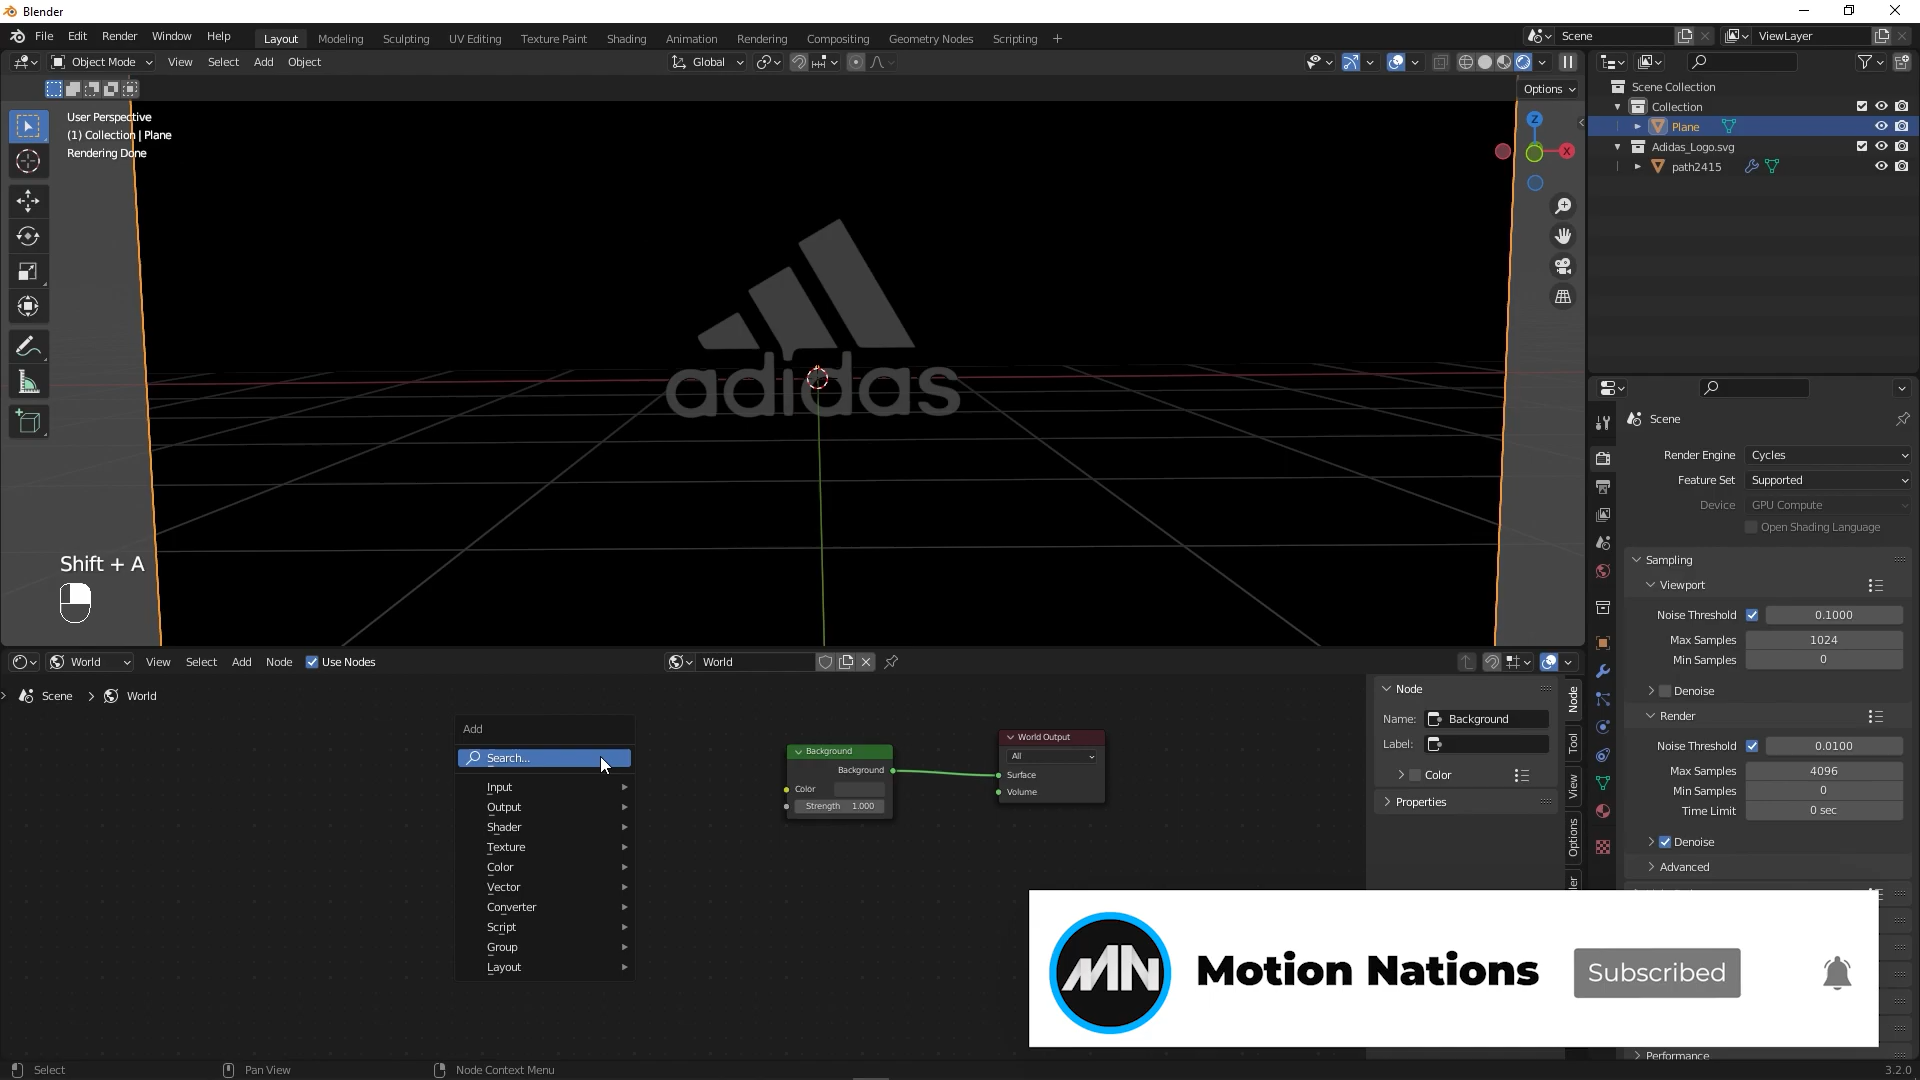 Blender
File Edit Render Window Help
Layout Modeling Sculpting UV Editing Texture Paint Shading Animation Rendering Compositing Geometry Nodes Scripting +
Scene
ViewLayer
Object Mode View Select Add Object
Global
Options
User Perspective
(1) Collection | Plane
Rendering Done
Z
X
Scene Collection
Collection
Plane
Adidas_Logo.svg
path2415
adidas
Shift + A
Scene
Render Engine Cycles
Feature Set Supported
Device GPU Compute
Open Shading Language
Sampling
Viewport
Noise Threshold 0.1000
Max Samples 1024
Min Samples 0
Denoise
Render
Noise Threshold 0.0100
Max Samples 4096
Min Samples 0
Time Limit 0 sec
Denoise
Advanced
Performance
World View Select Add Node Use Nodes
World
Scene > World
Add
Search...
Input
Output
Shader
Texture
Color
Vector
Converter
Script
Group
Layout
Background
Background
Color
Strength 1.000
World Output
All
Surface
Volume
Node
Name: Background
Label:
Color
Properties
Node
Tool
View
Options
MN
Motion Nations
Subscribed
Select
Pan View
Node Context Menu
3.2.0